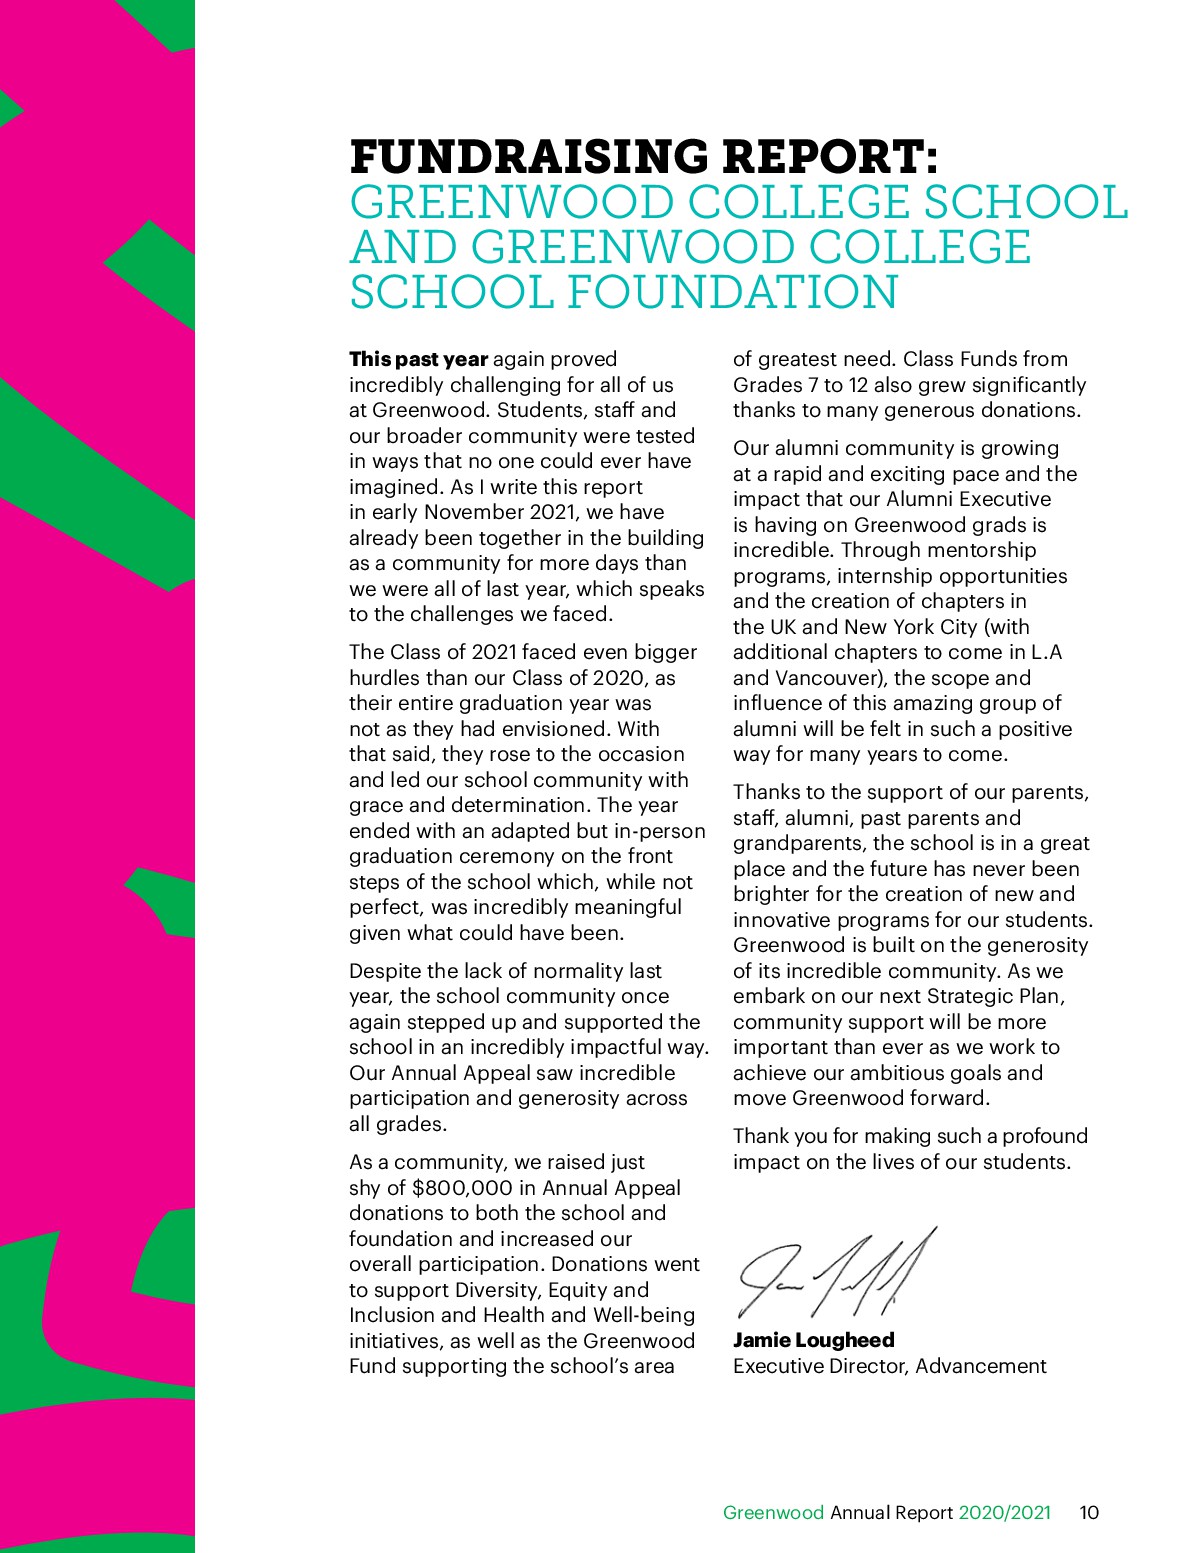 FUNDRAISING REPORT:
GREENWOOD COLLEGE SCHOOL
AND GREENWOOD COLLEGE
SCHOOL FOUNDATION
This past year again proved
incredibly challenging for all of us
at Greenwood. Students, staff and
our broader community were tested
in ways that no one could ever have
imagined. As I write this report
in early November 2021, we have
already been together in the building
as a community for more days than
we were all of last year, which speaks
to the challenges we faced.
The Class of 2021 faced even bigger
hurdles than our Class of 2020, as
their entire graduation year was
not as they had envisioned. With
that said, they rose to the occasion
and led our school community with
grace and determination. The year
ended with an adapted but in-person
graduation ceremony on the front
steps of the school which, while not
perfect, was incredibly meaningful
given what could have been.
Despite the lack of normality last
year, the school community once
again stepped up and supported the
school in an incredibly impactful way.
Our Annual Appeal saw incredible
participation and generosity across
all grades.
As a community, we raised just
shy of $800,000 in Annual Appeal
donations to both the school and
foundation and increased our
overall participation. Donations went
to support Diversity, Equity and
Inclusion and Health and Well-being
initiatives, as well as the Greenwood
Fund supporting the school's area
of greatest need. Class Funds from
Grades 7 to 12 also grew significantly
thanks to many generous donations.
Our alumni community is growing
at a rapid and exciting pace and the
impact that our Alumni Executive
is having on Greenwood grads is
incredible. Through mentorship
programs, internship opportunities
and the creation of chapters in
the UK and New York City (with
additional chapters to come in L.A
and Vancouver), the scope and
influence of this amazing group of
alumni will be felt in such a positive
way for many years to come.
Thanks to the support of our parents,
staff, alumni, past parents and
grandparents, the school is in a great
place and the future has never been
brighter for the creation of new and
innovative programs for our students.
Greenwood is built on the generosity
of its incredible community. As we
embark on our next Strategic Plan,
community support will be more
important than ever as we work to
achieve our ambitious goals and
move Greenwood forward.
Thank you for making such a profound
impact on the lives of our students.
Jamie Lougheed
Executive Director, Advancement
Greenwood Annual Report 2020/2021 10